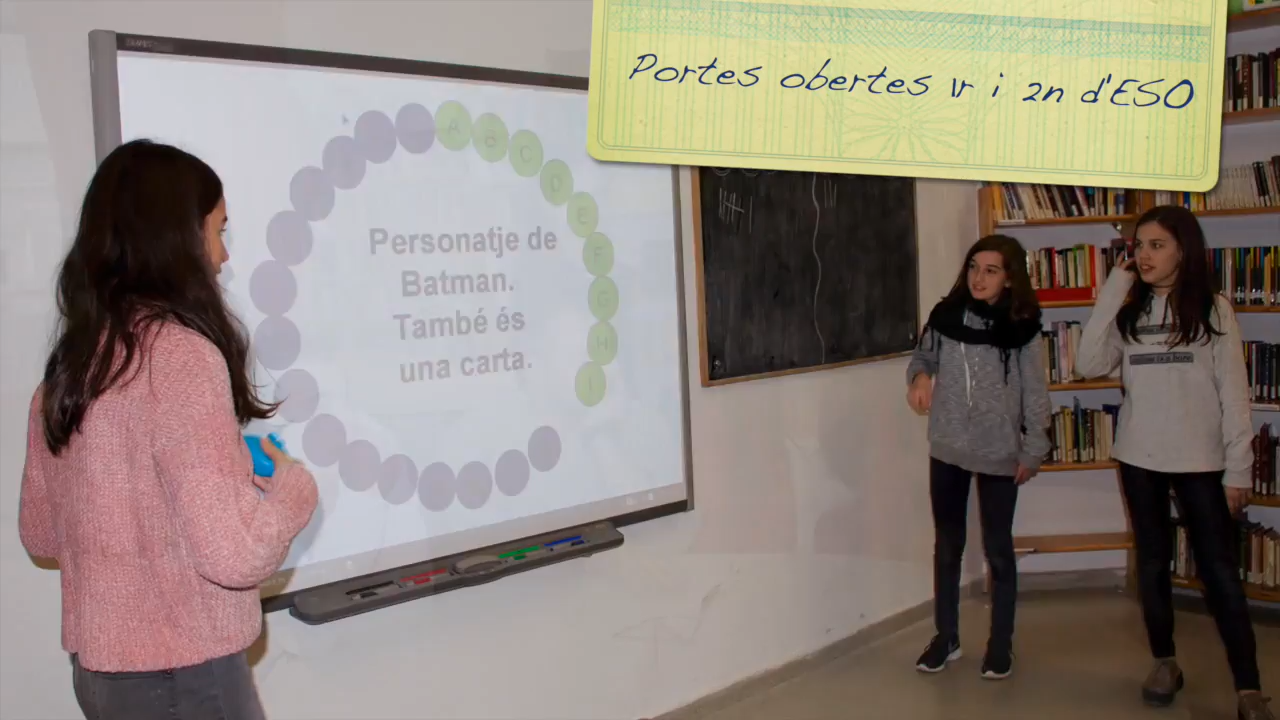 Portes obertes 1r i 2n d'ESO
A
B
C
D
E
F
G
H
I
Personatje de
Batman.
També és
una carta.